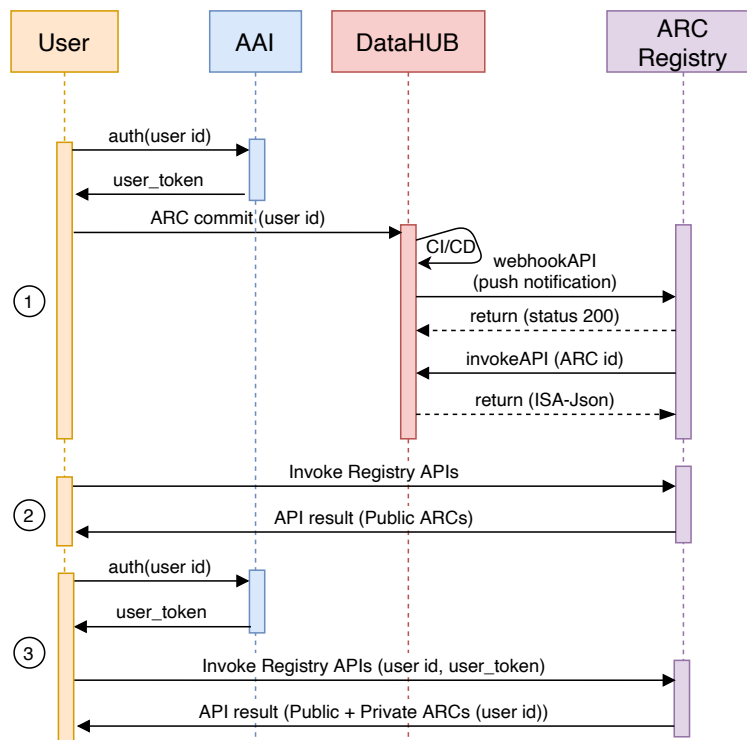 User
AAI
DataHUB
ARC
Registry
auth(user id)
user_token
ARC commit (user id)
CI/CD
webhookAPI
(push notification)
1
return (status 200)
invokeAPI (ARC id)
return (ISA-Json)
Invoke Registry APIs
2
API result (Public ARCs)
auth(user id)
user_token
3
Invoke Registry APIs (user id, user_token)
API result (Public + Private ARCs (user id))